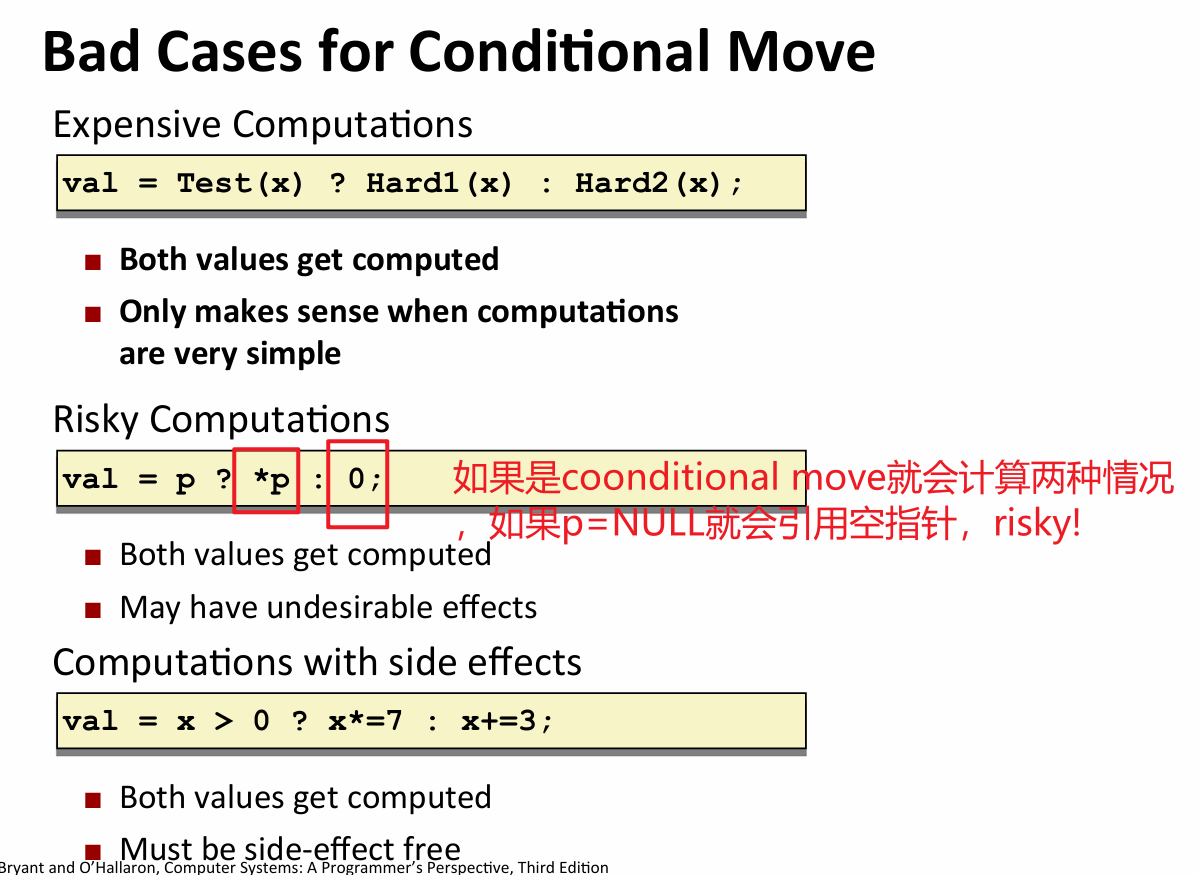 Bad Cases for Conditional Move
Expensive Computations
val = Test(x) ? Hard1(x) : Hard2(x);
Both values get computed
Only makes sense when computations
are very simple
Risky Computations
val = p ? *p : 0;
如果是coonditional move就会计算两种情况
，如果p=NULL就会引用空指针，risky!
Both values get computed
May have undesirable effects
Computations with side effects
val = x > 0 ? x*=7 : x+=3;
Both values get computed
Must be side-effect free
Bryant and O’Hallaron, Computer Systems: A Programmer’s Perspective, Third Edition